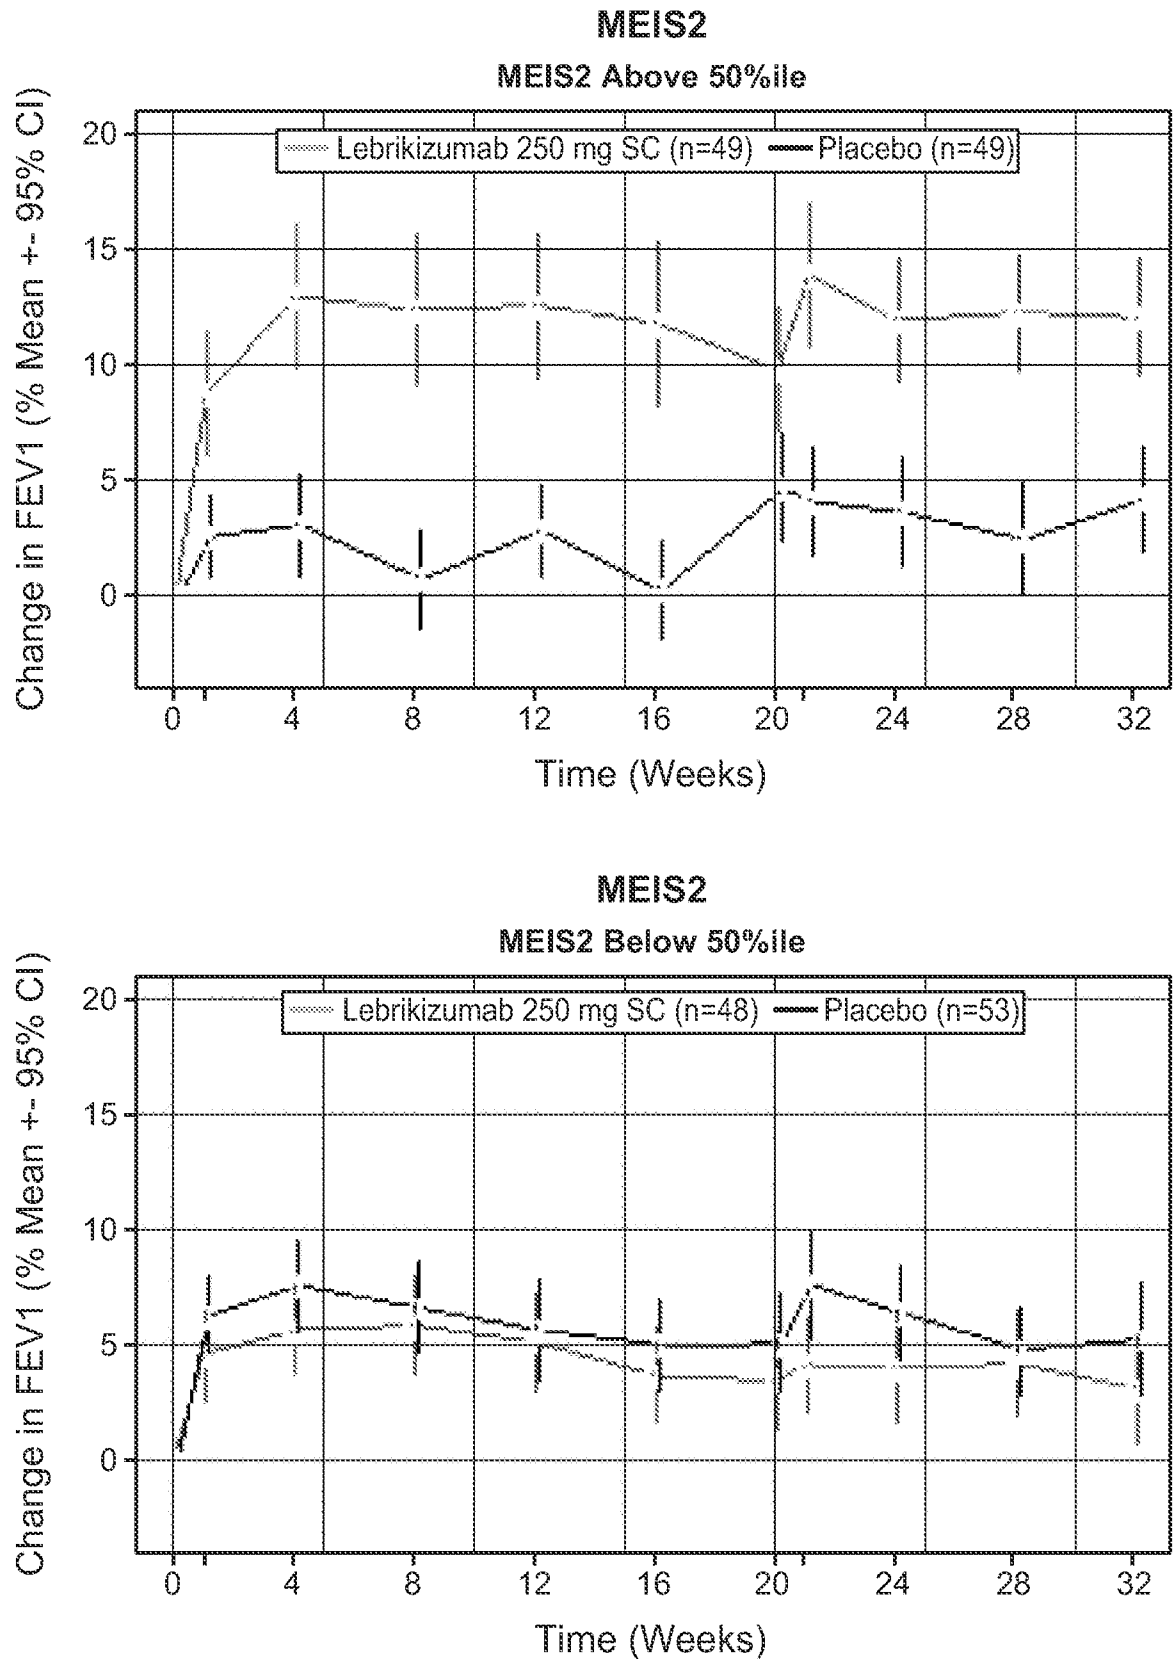 MEIS2
MEIS2 Above 50%ile
Change in FEV1 (% Mean +- 95% CI)
20
15
10
5
0
Lebrikizumab 250 mg SC (n=49) Placebo (n=49)
0 4 8 12 16 20 24 28 32
Time (Weeks)
MEIS2
MEIS2 Below 50%ile
Change in FEV1 (% Mean +- 95% CI)
20
15
10
5
0
Lebrikizumab 250 mg SC (n=48) Placebo (n=53)
0 4 8 12 16 20 24 28 32
Time (Weeks)